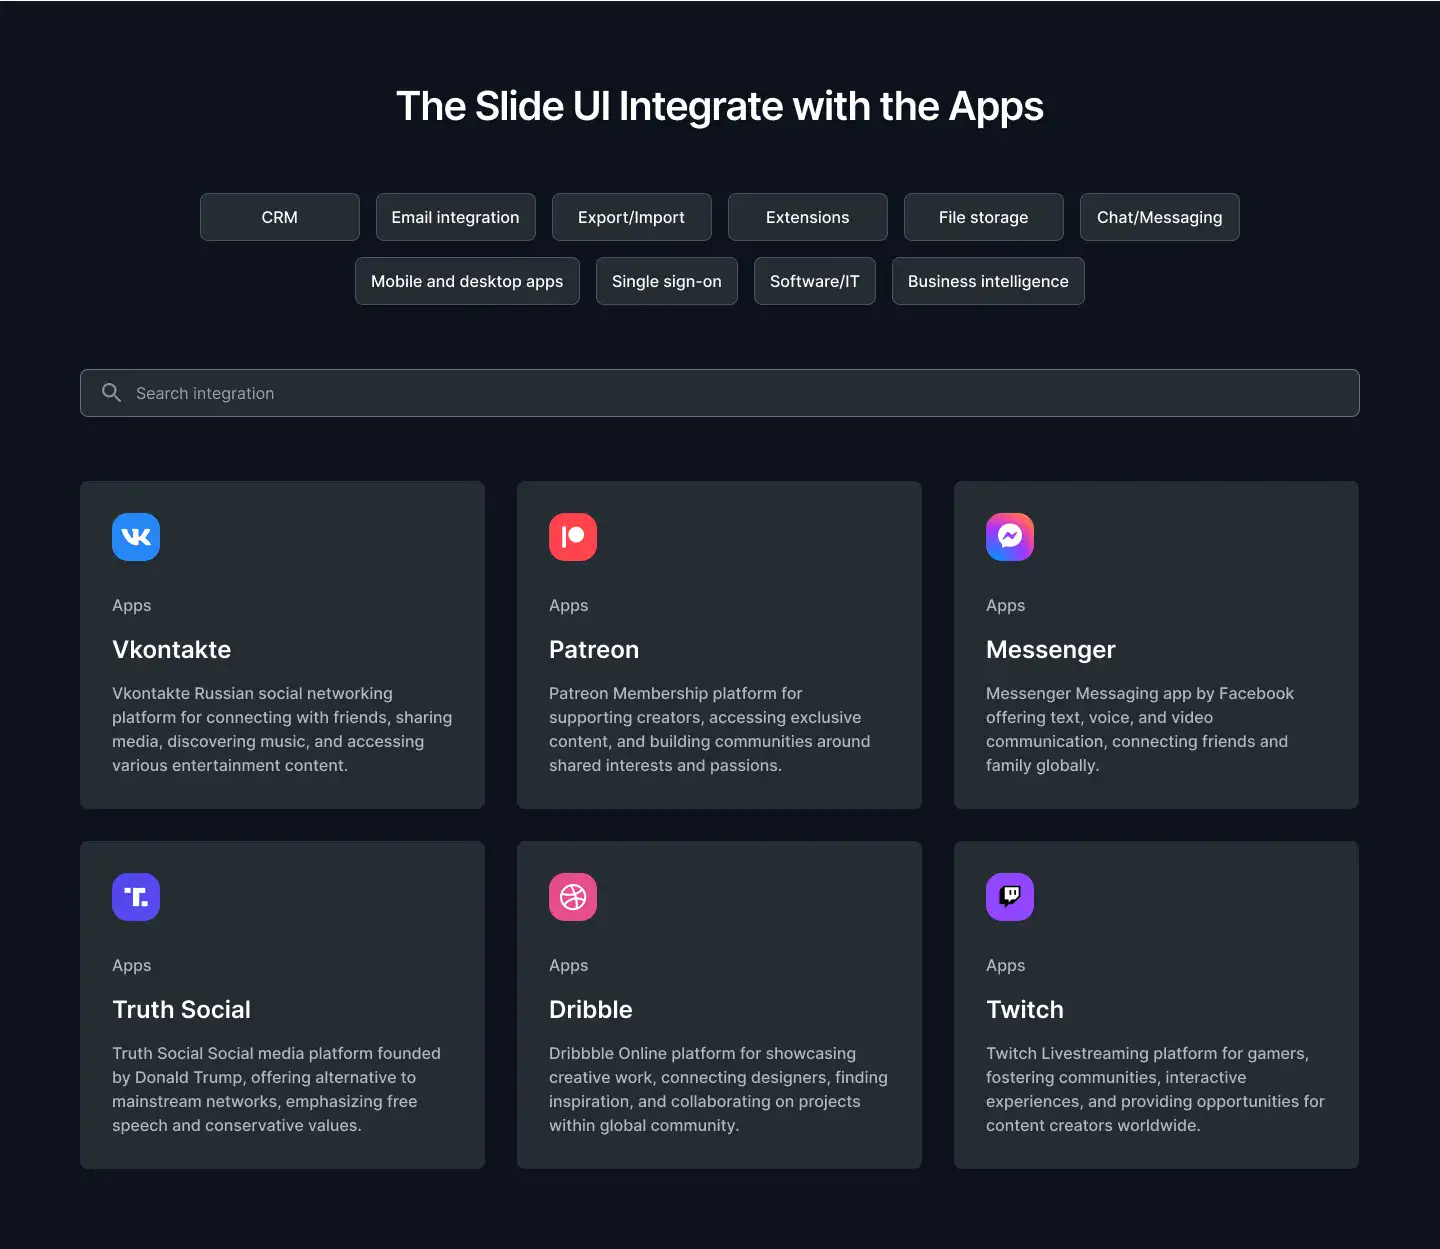 The Slide UI Integrate with the Apps
CRM
Email integration
Export/Import
Extensions
File storage
Chat/Messaging
Mobile and desktop apps
Single sign-on
Software/IT
Business intelligence
Search integration
Apps
Vkontakte
Vkontakte Russian social networking
platform for connecting with friends, sharing
media, discovering music, and accessing
various entertainment content.
Apps
Patreon
Patreon Membership platform for
supporting creators, accessing exclusive
content, and building communities around
shared interests and passions.
Apps
Messenger
Messenger Messaging app by Facebook
offering text, voice, and video
communication, connecting friends and
family globally.
T.
Apps
Truth Social
Truth Social Social media platform founded
by Donald Trump, offering alternative to
mainstream networks, emphasizing free
speech and conservative values.
Apps
Dribble
Dribbble Online platform for showcasing
creative work, connecting designers, finding
inspiration, and collaborating on projects
within global community.
Apps
Twitch
Twitch Livestreaming platform for gamers,
fostering communities, interactive
experiences, and providing opportunities for
content creators worldwide.